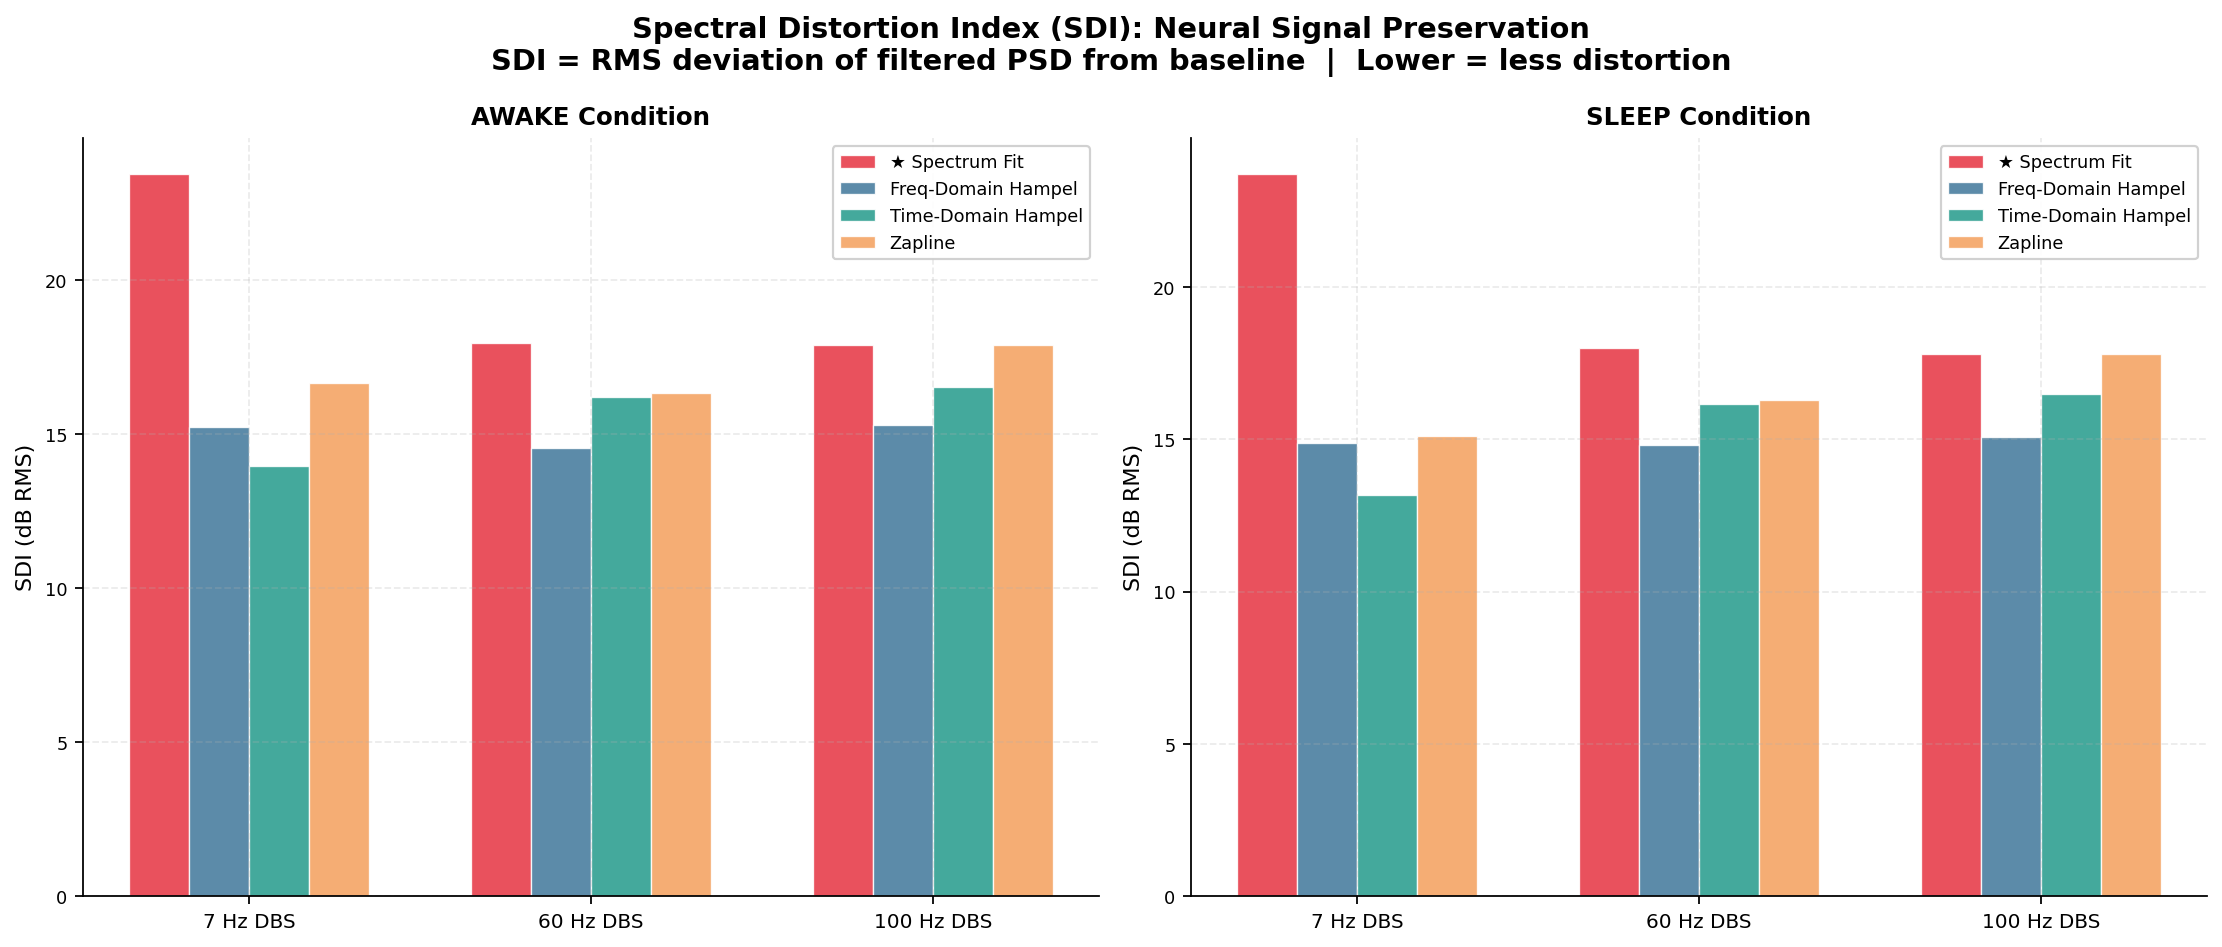 Spectral Distortion Index (SDI): Neural Signal Preservation
SDI = RMS deviation of filtered PSD from baseline  |  Lower = less distortion
AWAKE Condition
SDI (dB RMS)
20
15
10
5
0
★ Spectrum Fit
Freq-Domain Hampel
Time-Domain Hampel
Zapline
7 Hz DBS
60 Hz DBS
100 Hz DBS
SLEEP Condition
SDI (dB RMS)
20
15
10
5
0
★ Spectrum Fit
Freq-Domain Hampel
Time-Domain Hampel
Zapline
7 Hz DBS
60 Hz DBS
100 Hz DBS